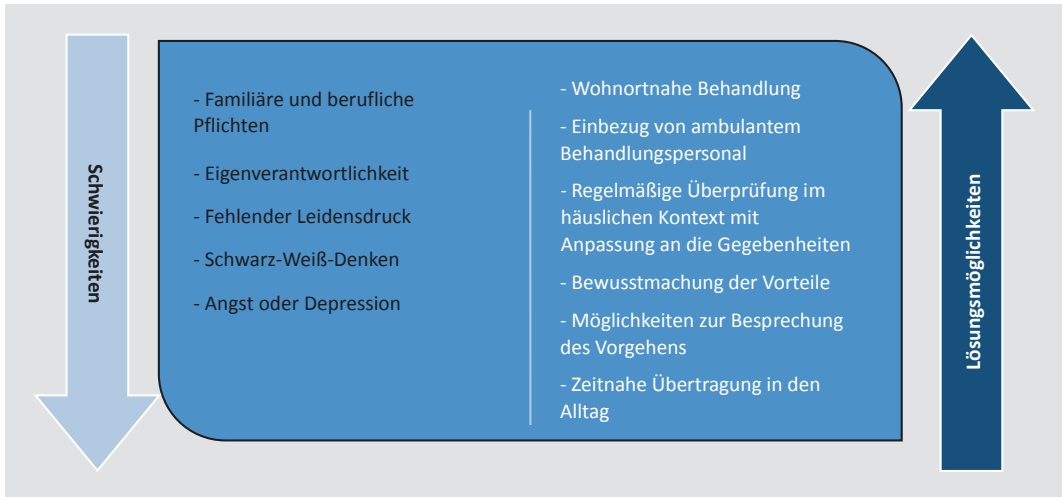 Schwierigkeiten
- Familiäre und berufliche
Pflichten
- Eigenverantwortlichkeit
- Fehlender Leidensdruck
- Schwarz-Weiß-Denken
- Angst oder Depression
- Wohnortnahe Behandlung
- Einbezug von ambulantem
Behandlungspersonal
- Regelmäßige Überprüfung im
häuslichen Kontext mit
Anpassung an die Gegebenheiten
- Bewusstmachung der Vorteile
- Möglichkeiten zur Besprechung
des Vorgehens
- Zeitnahe Übertragung in den
Alltag
Lösungsmöglichkeiten